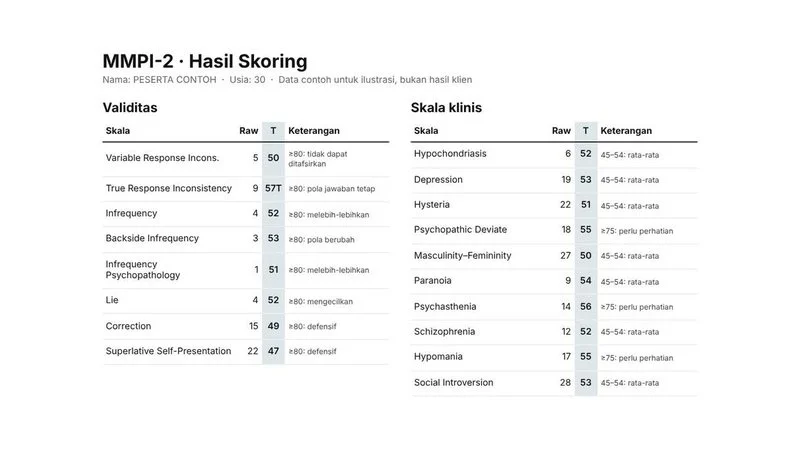 MMPI-2 · Hasil Skoring
Nama: PESERTA CONTOH · Usia: 30 · Data contoh untuk ilustrasi, bukan hasil klien
Validitas
Skala Raw T Keterangan
Variable Response Incons. 5 50 ≥80: tidak dapat
ditafsirkan
True Response Inconsistency 9 57T ≥80: pola jawaban tetap
Infrequency 4 52 ≥80: melebih-lebihkan
Backside Infrequency 3 53 ≥80: pola berubah
Infrequency
Psychopathology 1 51 ≥80: melebih-lebihkan
Lie 4 52 ≥80: mengecilkan
Correction 15 49 ≥80: defensif
Superlative Self-Presentation 22 47 ≥80: defensif
Skala klinis
Skala Raw T Keterangan
Hypochondriasis 6 52 45–54: rata-rata
Depression 19 53 45–54: rata-rata
Hysteria 22 51 45–54: rata-rata
Psychopathic Deviate 18 55 ≥75: perlu perhatian
Masculinity–Femininity 27 50 45–54: rata-rata
Paranoia 9 54 45–54: rata-rata
Psychasthenia 14 56 ≥75: perlu perhatian
Schizophrenia 12 52 45–54: rata-rata
Hypomania 17 55 ≥75: perlu perhatian
Social Introversion 28 53 45–54: rata-rata